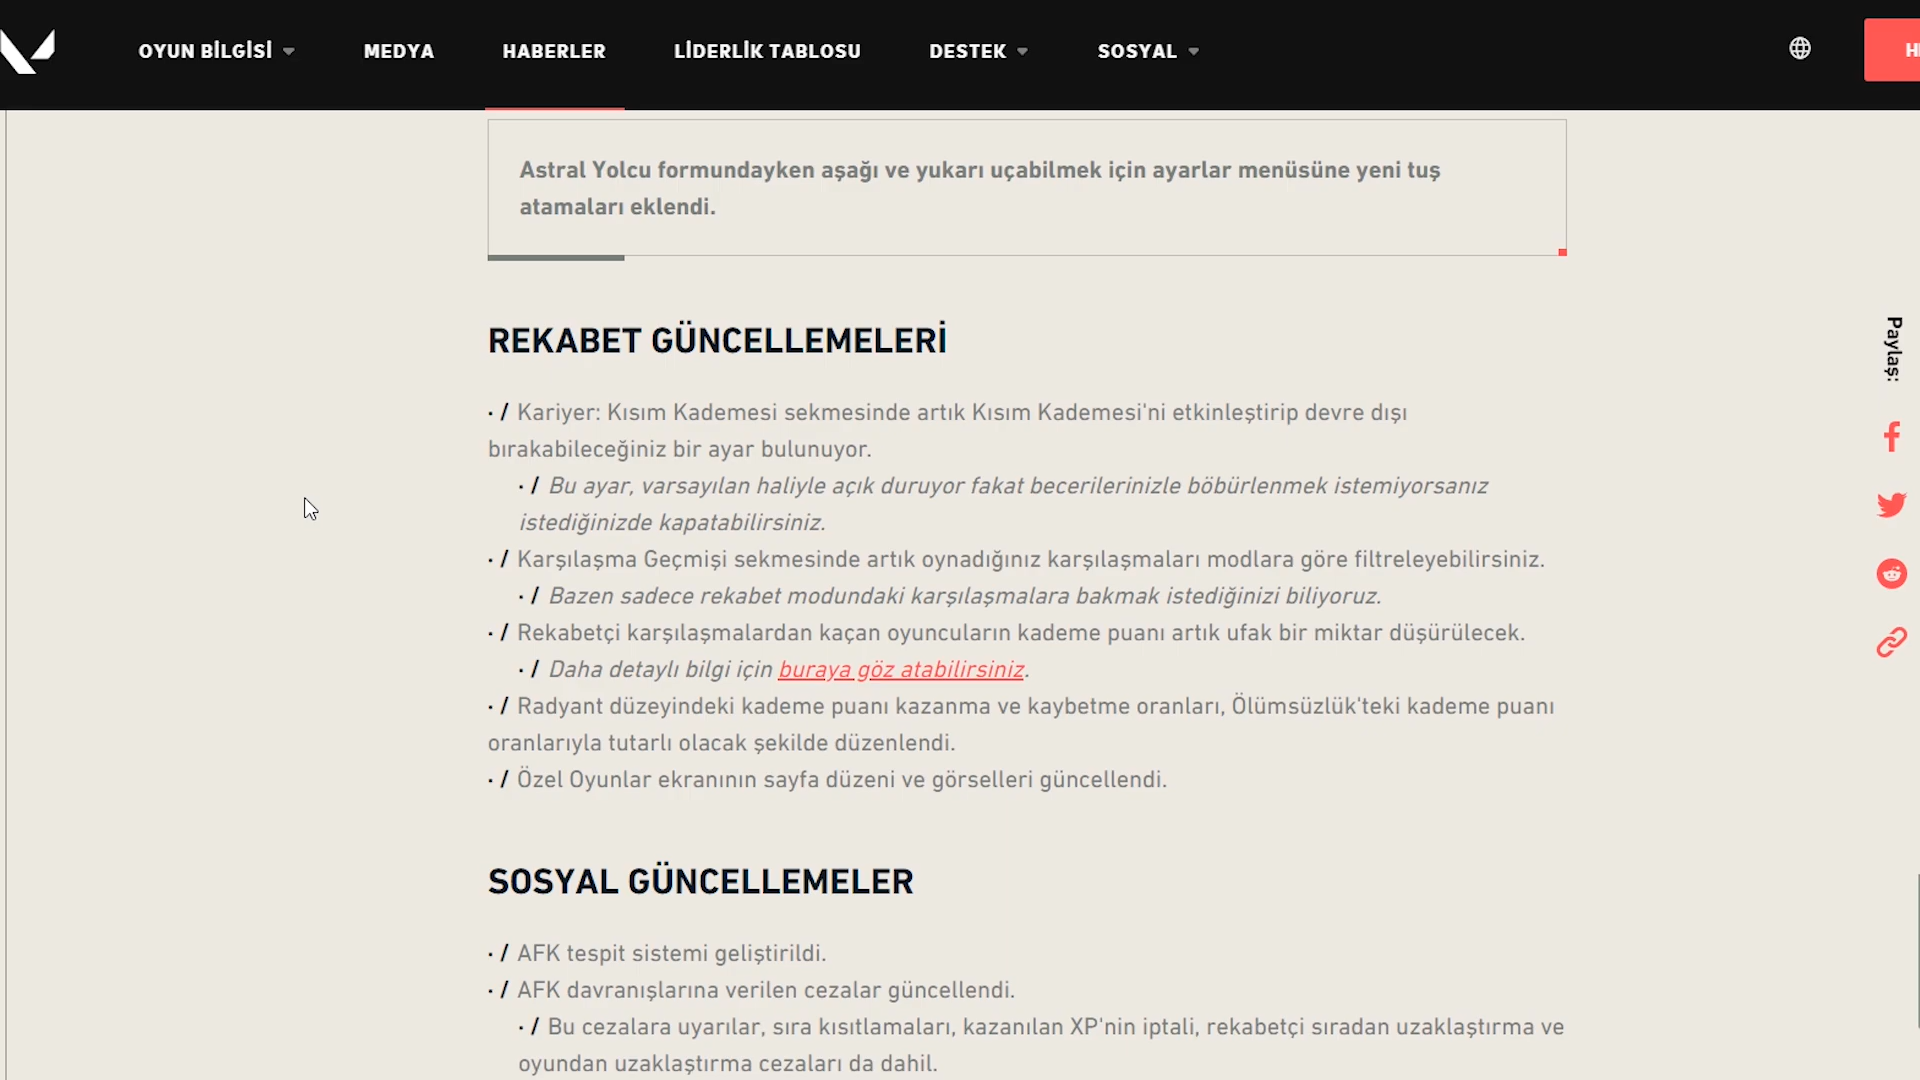 OYUN BİLGİSİ
MEDYA
HABERLER
LİDERLİK TABLOSU
DESTEK
SOSYAL
Astral Yolcu formundayken aşağı ve yukarı uçabilmek için ayarlar menüsüne yeni tuş
atamaları eklendi.
REKABET GÜNCELLEMELERİ
· / Kariyer: Kısım Kademesi sekmesinde artık Kısım Kademesi'ni etkinleştirip devre dışı
bırakabileceğiniz bir ayar bulunuyor.
· / Bu ayar, varsayılan haliyle açık duruyor fakat becerilerinizle böbürlenmek istemiyorsanız
istediğinizde kapatabilirsiniz.
· / Karşılaşma Geçmişi sekmesinde artık oynadığınız karşılaşmaları modlara göre filtreleyebilirsiniz.
· / Bazen sadece rekabet modundaki karşılaşmalara bakmak istediğinizi biliyoruz.
· / Rekabetçi karşılaşmalardan kaçan oyuncuların kademe puanı artık ufak bir miktar düşürülecek.
· / Daha detaylı bilgi için buraya göz atabilirsiniz.
· / Radyant düzeyindeki kademe puanı kazanma ve kaybetme oranları, Ölümsüzlük'teki kademe puanı
oranlarıyla tutarlı olacak şekilde düzenlendi.
· / Özel Oyunlar ekranının sayfa düzeni ve görselleri güncellendi.
SOSYAL GÜNCELLEMELER
· / AFK tespit sistemi geliştirildi.
· / AFK davranışlarına verilen cezalar güncellendi.
· / Bu cezalara uyarılar, sıra kısıtlamaları, kazanılan XP'nin iptali, rekabetçi sıradan uzaklaştırma ve
oyundan uzaklaştırma cezaları da dahil.
Paylaş: